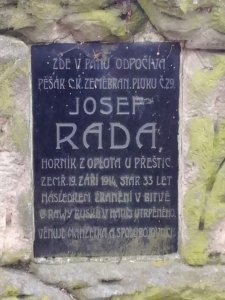 ZDE V PÁNU ODPOČÍVÁ
PĚŠÁK C.K. ZEMĚBRAN. PLUKU Č.29.
JOSEF
RADA,
HORNÍK Z OPLOTA U PŘEŠTIC.
ZEMŘ. 19. ZÁŘÍ 1914, STÁR 33 LET
NÁSLEDKEM ZRANĚNÍ V BITVĚ
U RAWY RUSKÉ V HALIČI UTRPĚNÉHO.
VĚNUJE MANŽELKA A SPOLUBOJOVNÍCI.